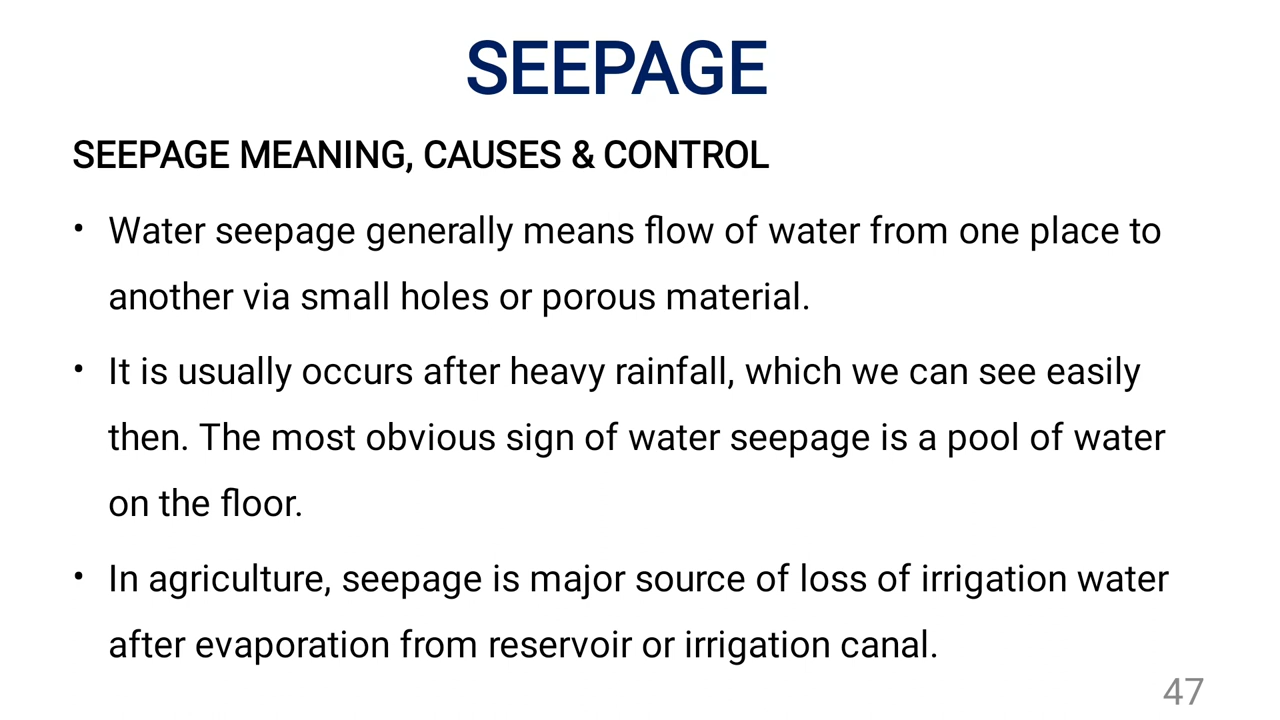 SEEPAGE
SEEPAGE MEANING, CAUSES & CONTROL
• Water seepage generally means flow of water from one place to
another via small holes or porous material.
• It is usually occurs after heavy rainfall, which we can see easily
then. The most obvious sign of water seepage is a pool of water
on the floor.
• In agriculture, seepage is major source of loss of irrigation water
after evaporation from reservoir or irrigation canal.
47